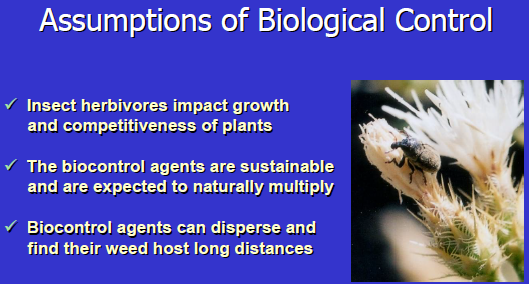 Assumptions of Biological Control
Insect herbivores impact growth
and competitiveness of plants
The biocontrol agents are sustainable
and are expected to naturally multiply
Biocontrol agents can disperse and
find their weed host long distances